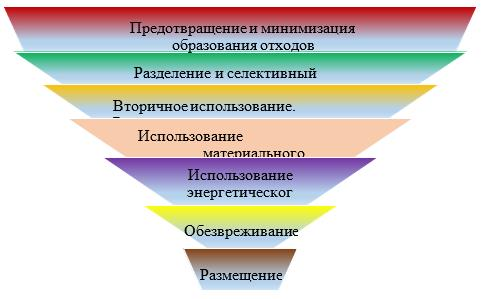 Предотвращение и минимизация
образования отходов
Разделение и селективный
Вторичное использование.
Использование
материального
Использование
энергетическог
Обезвреживание
Размещение